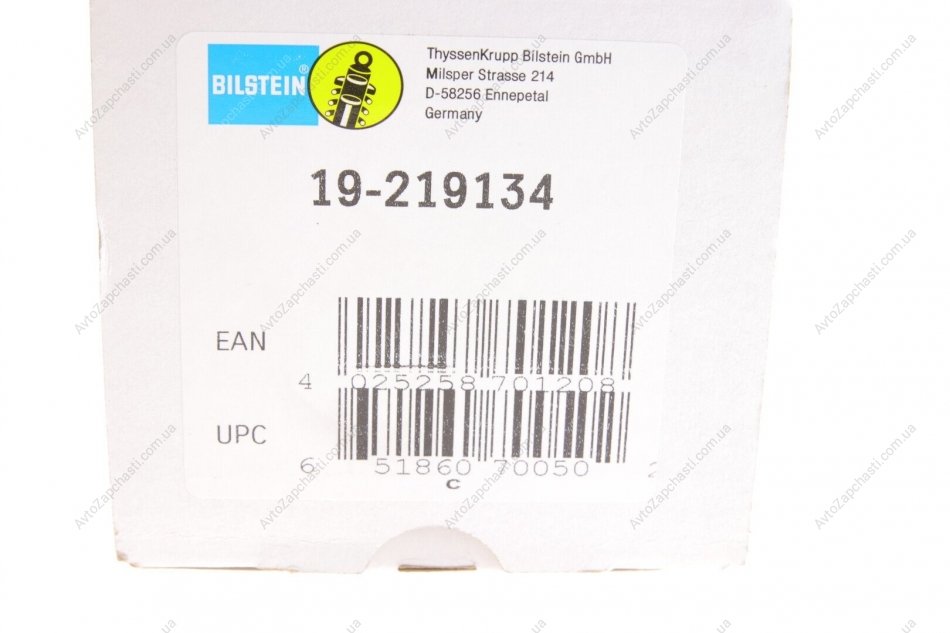 BILSTEIN®
ThyssenKrupp Bilstein GmbH
Milsper Strasse 214
D-58256 Ennepetal
Germany
19-219134
EAN
4 025258 701208
UPC
6 51860 70050 2
C
AvtoZapchasti.com.ua